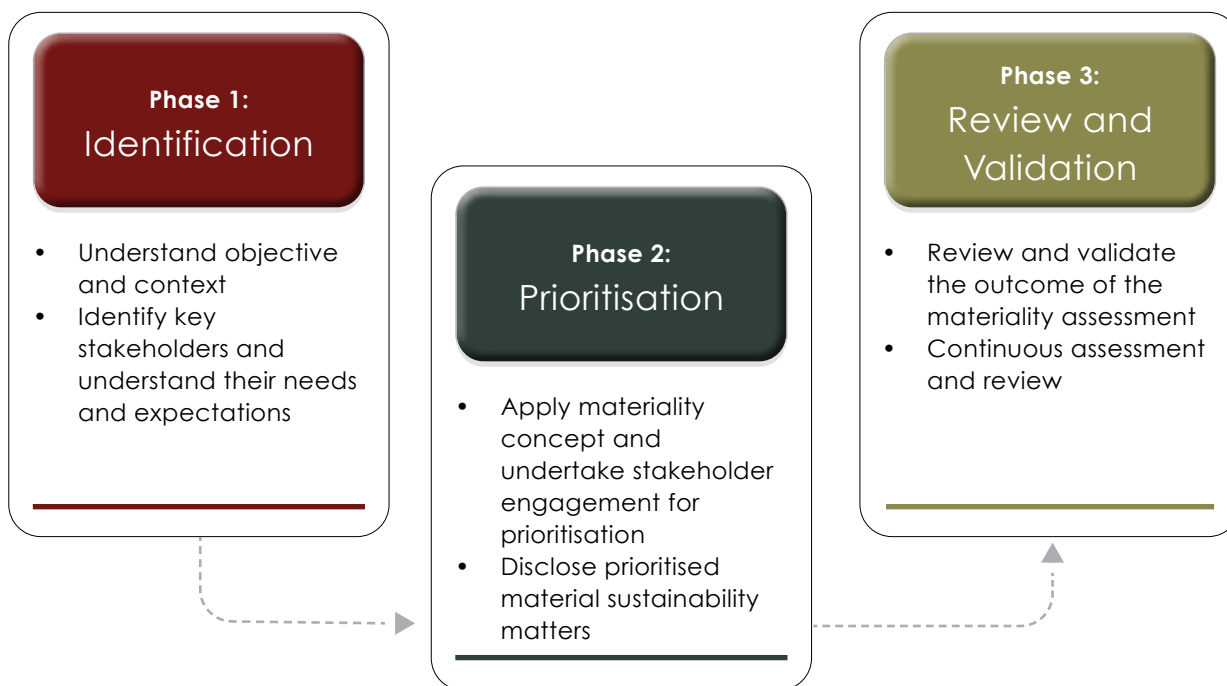 Phase 1:
Identification
• Understand objective
and context
• Identify key
stakeholders and
understand their needs
and expectations
Phase 2:
Prioritisation
• Apply materiality
concept and
undertake stakeholder
engagement for
prioritisation
• Disclose prioritised
material sustainability
matters
Phase 3:
Review and
Validation
• Review and validate
the outcome of the
materiality assessment
• Continuous assessment
and review